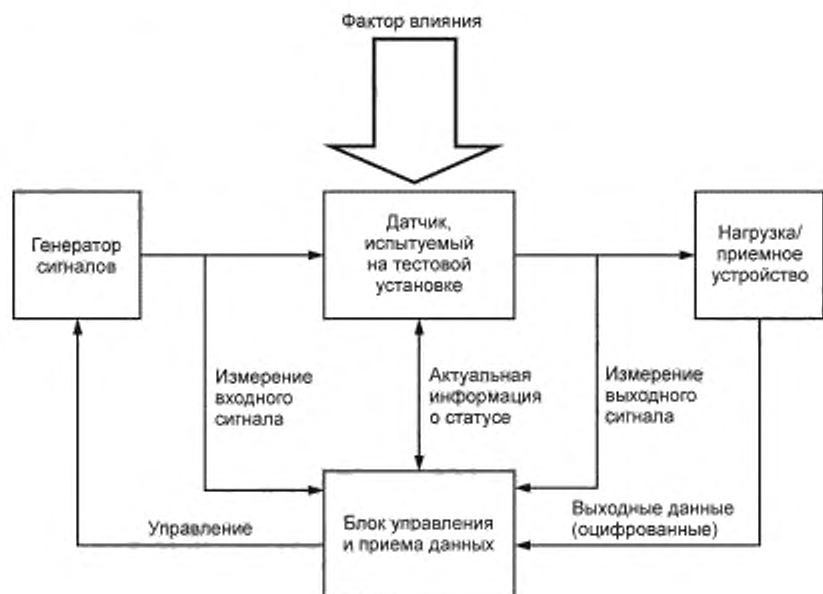 Фактор влияния
Генератор
сигналов
Датчик,
испытуемый
на тестовой
установке
Нагрузка/
приемное
устройство
Измерение
входного
сигнала
Актуальная
информация
о статусе
Измерение
выходного
сигнала
Управление
Блок управления
и приема данных
Выходные данные
(оцифрованные)